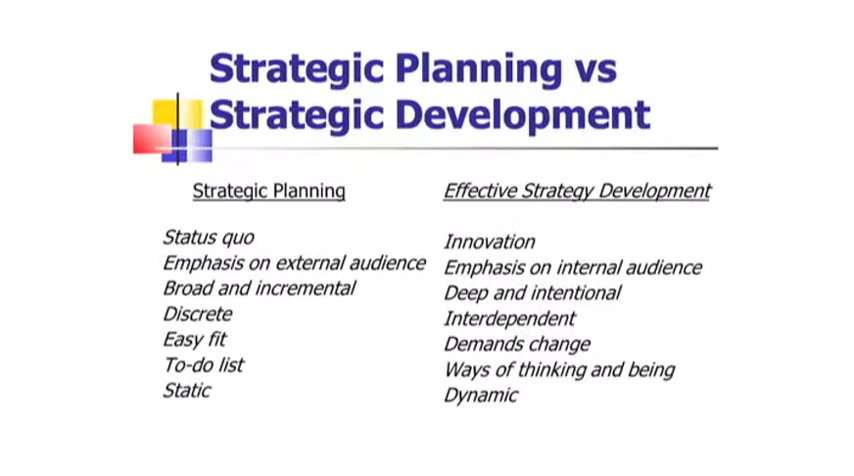 Strategic Planning vs
Strategic Development
Strategic Planning
Status quo
Emphasis on external audience
Broad and incremental
Discrete
Easy fit
To-do list
Static
Effective Strategy Development
Innovation
Emphasis on internal audience
Deep and intentional
Interdependent
Demands change
Ways of thinking and being
Dynamic